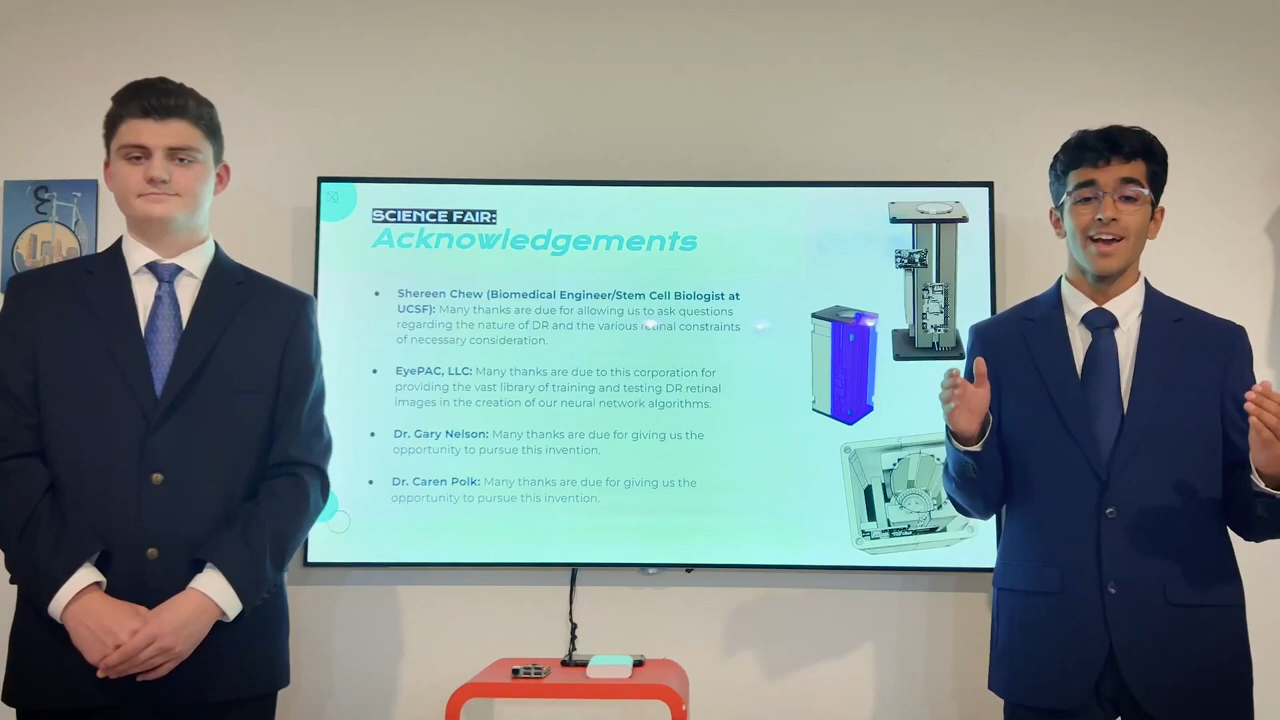 SCIENCE FAIR:
Acknowledgements
• Shereen Chew (Biomedical Engineer/Stem Cell Biologist at
UCSF): Many thanks are due for allowing us to ask questions
regarding the nature of DR and the various retinal constraints
of necessary consideration.
• EyePAC, LLC: Many thanks are due to this corporation for
providing the vast library of training and testing DR retinal
images in the creation of our neural network algorithms.
• Dr. Gary Nelson: Many thanks are due for giving us the
opportunity to pursue this invention.
• Dr. Caren Polk: Many thanks are due for giving us the
opportunity to pursue this invention.